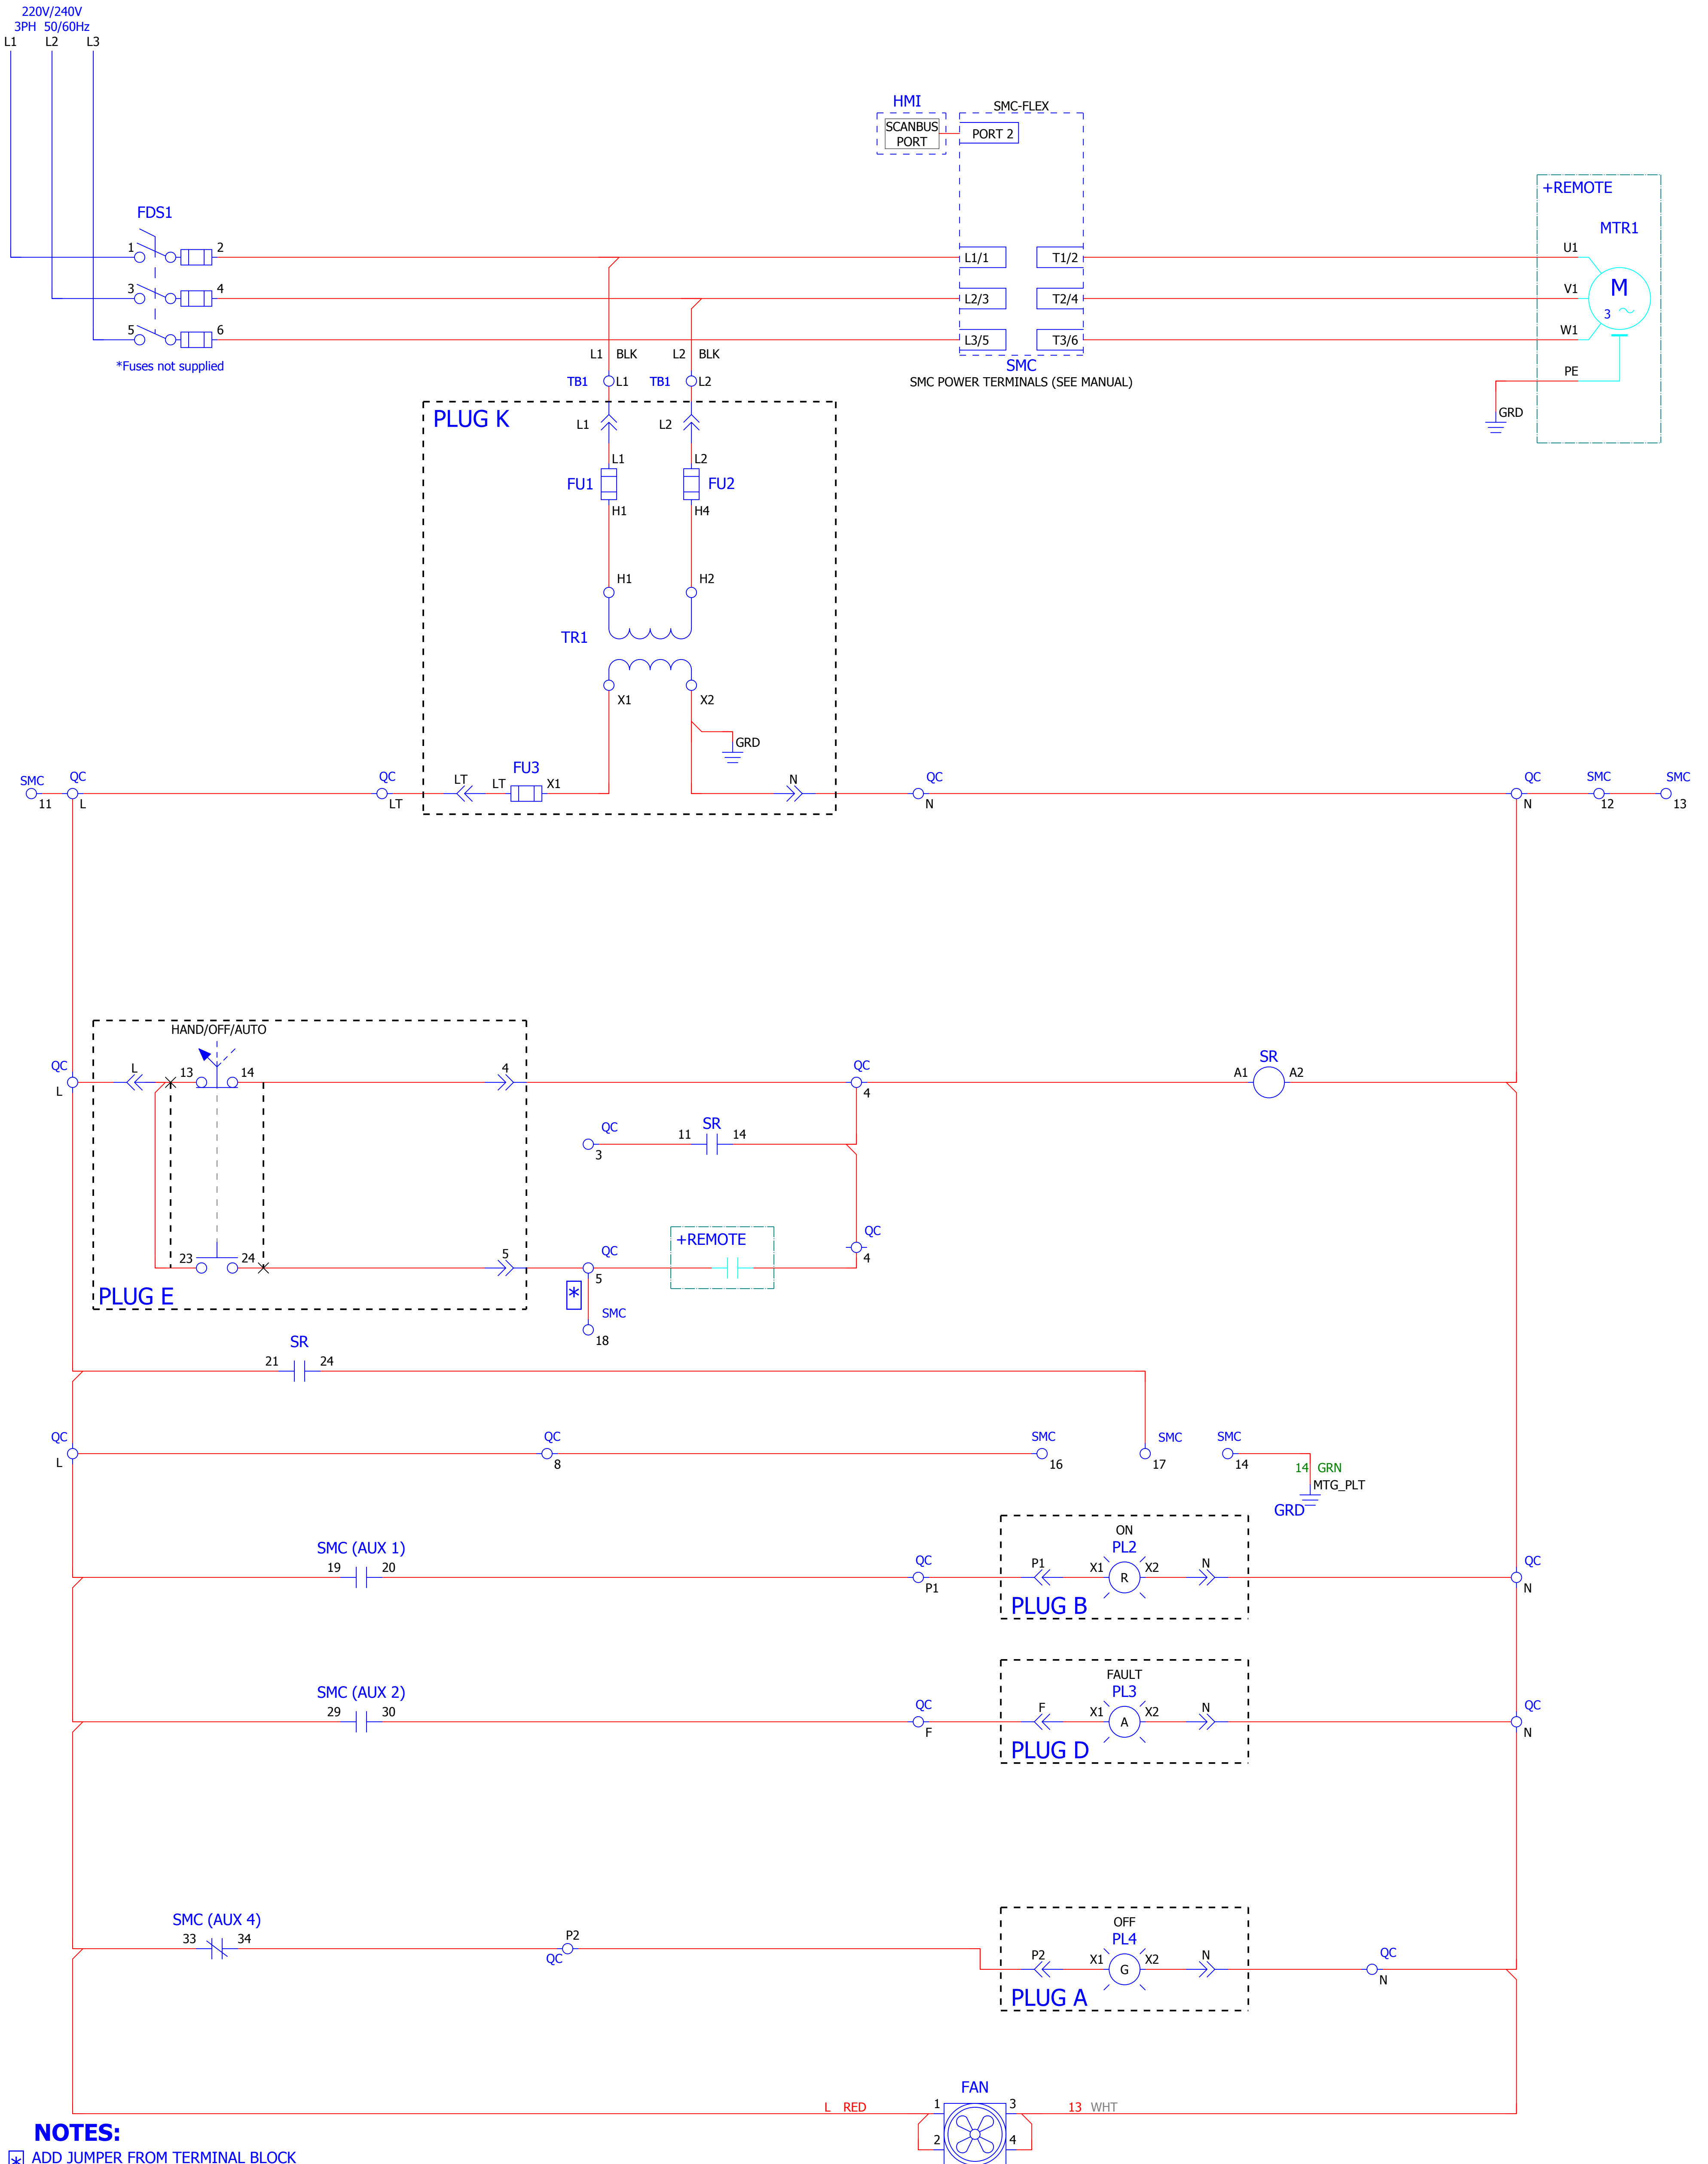 220V/240V
3PH 50/60Hz
L1 L2 L3
HMI
SCANBUS
PORT
SMC-FLEX
PORT 2
+REMOTE
MTR1
FDS1
1 2
3 4
5 6
*Fuses not supplied
L1/1 T1/2
L2/3 T2/4
L3/5 T3/6
SMC
SMC POWER TERMINALS (SEE MANUAL)
U1
V1
W1
PE
M
3
GRD
L1 BLK L2 BLK
TB1 L1 TB1 L2
PLUG K
L1 L2
L1 L2
FU1 FU2
H1 H4
H1 H2
TR1
X1 X2
GRD
SMC QC QC LT LT FU3 X1 N QC QC SMC SMC
11 L LT N N 12 13
HAND/OFF/AUTO
QC L 13 14 4 QC SR
L 4 A1 A2
QC SR
3 11 14
QC
4
23 24 5 QC +REMOTE
5
PLUG E
*
SMC
18
SR
21 24
QC QC SMC SMC SMC
L 8 16 17 14
14 GRN
MTG_PLT
GRD
ON
SMC (AUX 1) QC PL2 QC
19 20 P1 X1 R X2 N
P1 N
PLUG B
FAULT
SMC (AUX 2) QC PL3 QC
29 30 F X1 A X2 N
F N
PLUG D
OFF
SMC (AUX 4) PL4
33 34 P2 P2 X1 G X2 N QC
QC N
PLUG A
FAN
L RED 1 3 13 WHT
2 4
NOTES:
* ADD JUMPER FROM TERMINAL BLOCK